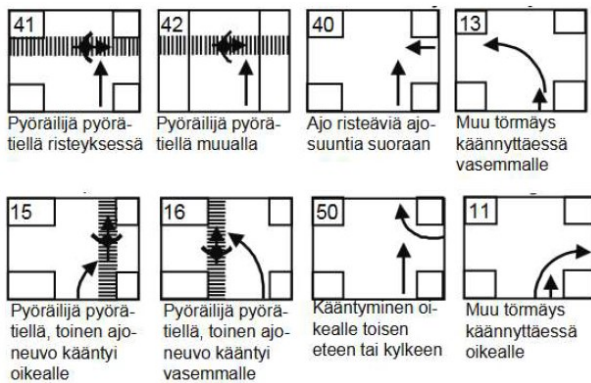 41
Pyöräilijä pyörä-
tiellä risteyksessä
42
Pyöräilijä pyörä-
tiellä muualla
40
Ajo risteäviä ajo-
suuntia suoraan
13
Muu törmäys
käännyttäessä
vasemmalle
15
Pyöräilijä pyörä-
tiellä, toinen ajo-
neuvo kääntyi
oikealle
16
Pyöräilijä pyörä-
tiellä, toinen ajo-
neuvo kääntyi
vasemmalle
50
Kääntyminen oi-
kealle toisen
eteen tai kylkeen
11
Muu törmäys
käännyttäessä
oikealle